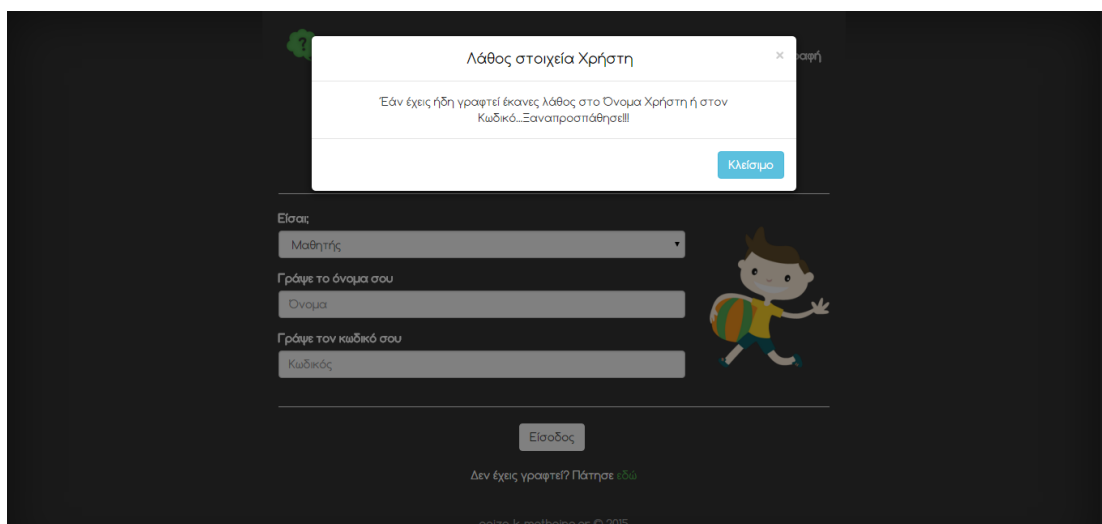 ?
Λάθος στοιχεία Χρήστη
×
Έάν έχεις ήδη γραφτεί έκανες λάθος στο Όνομα Χρήστη ή στον
Κωδικό...Ξαναπροσπάθησε!!!
Κλείσιμο
Είσαι;
Μαθητής
Γράψε το όνομα σου
Όνομα
Γράψε τον κωδικό σου
Κωδικός
Είσοδος
Δεν έχεις γραφτεί? Πάτησε εδώ
© 2015